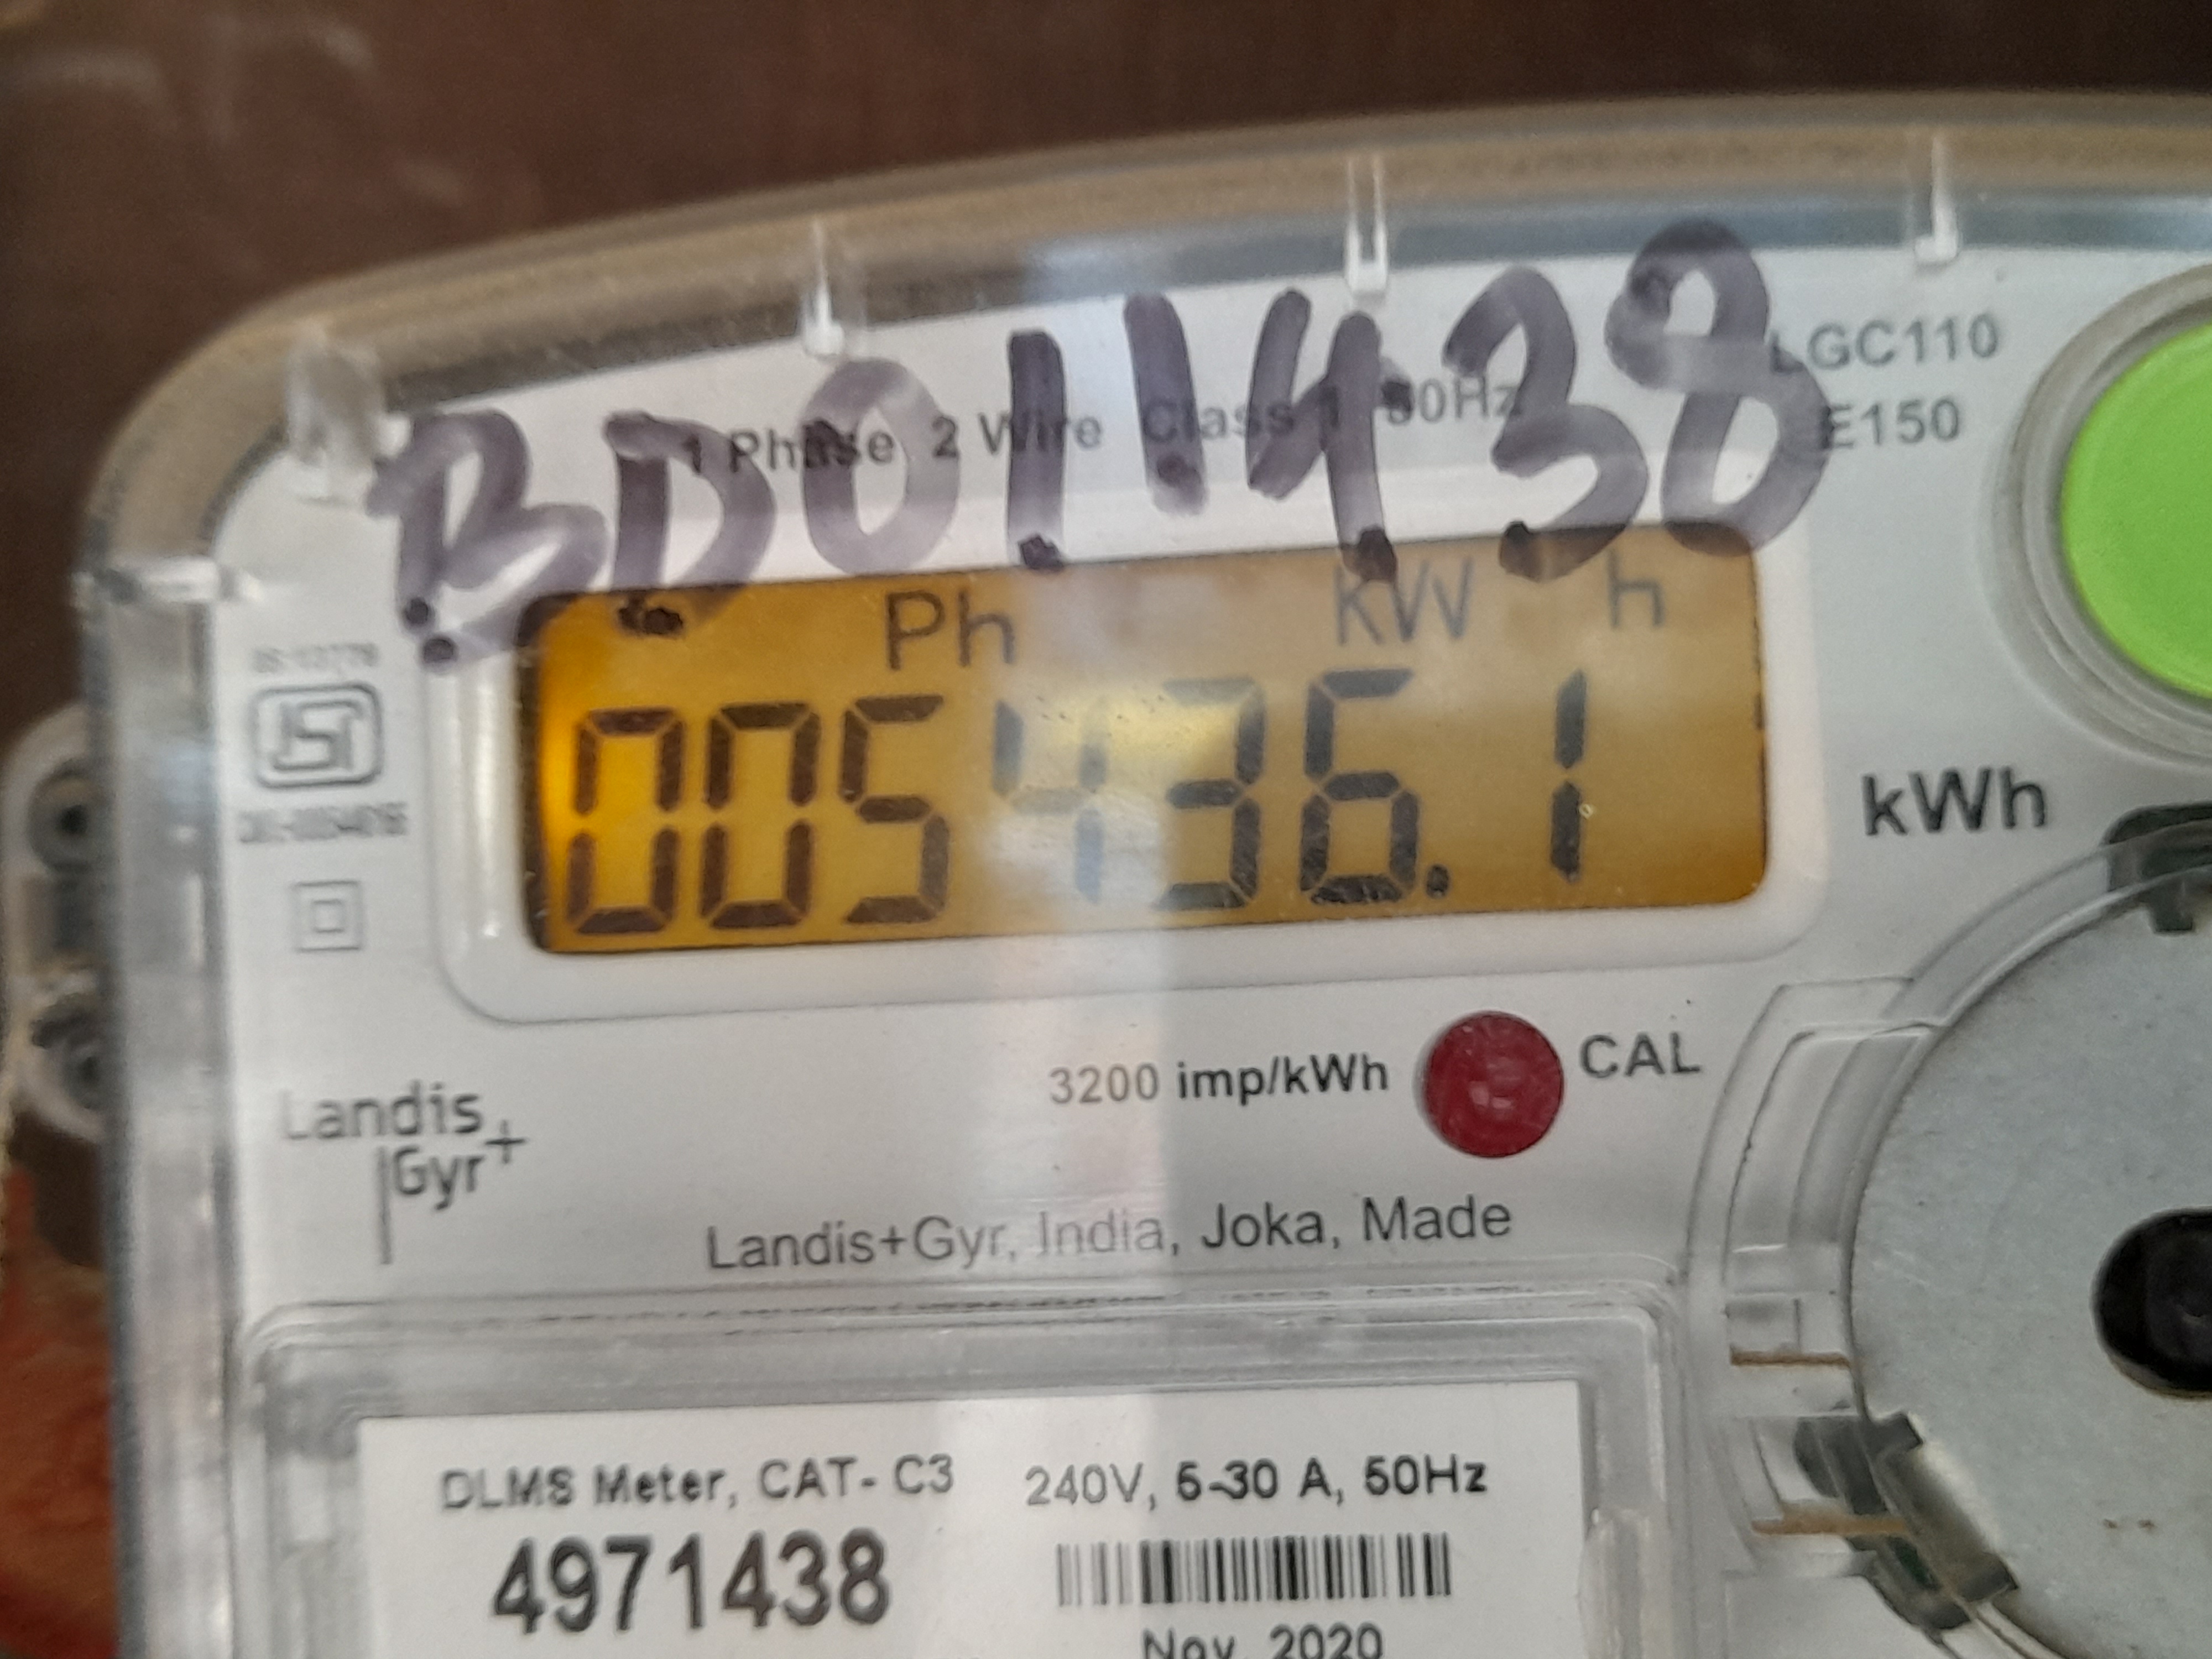 BD011438
1 Phase 2 Wire Class 1 50Hz
LGC110
E150
Ph kW h
005436.1
kWh
ISI
3200 imp/kWh CAL
Landis
Gyr+
Landis+Gyr, India, Joka, Made
DLMS Meter, CAT- C3 240V, 5-30 A, 50Hz
4971438
Nov. 2020